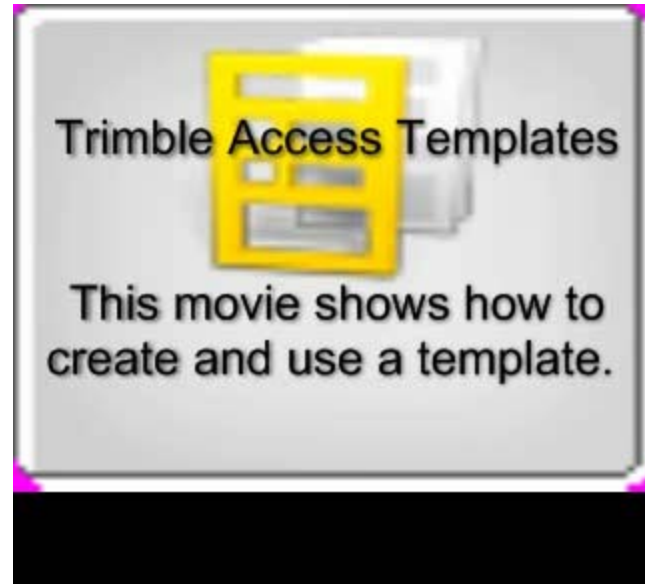 Trimble Access Templates
This movie shows how to
create and use a template.